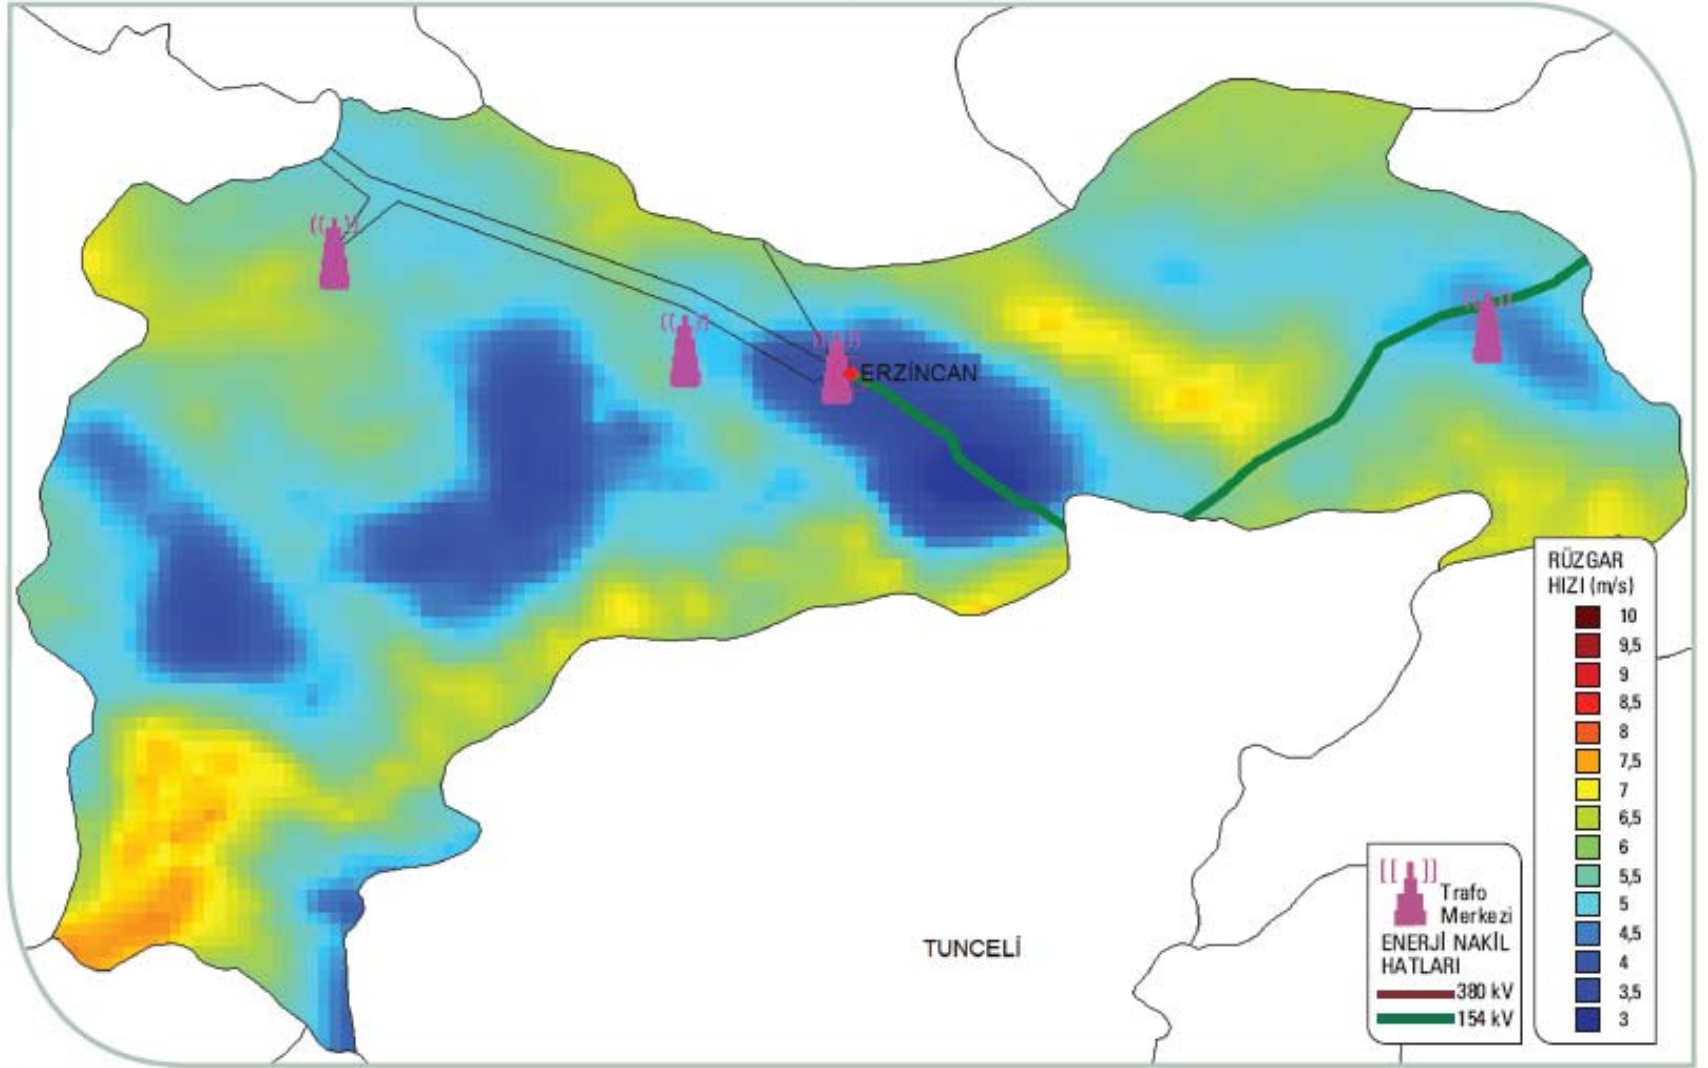 ERZİNCAN
TUNCELİ
RÜZGAR
HIZI (m/s)
10
9,5
9
8,5
8
7,5
7
6,5
6
5,5
5
4,5
4
3,5
3
Trafo
Merkezi
ENERJİ NAKİL
HATLARI
380 kV
154 kV